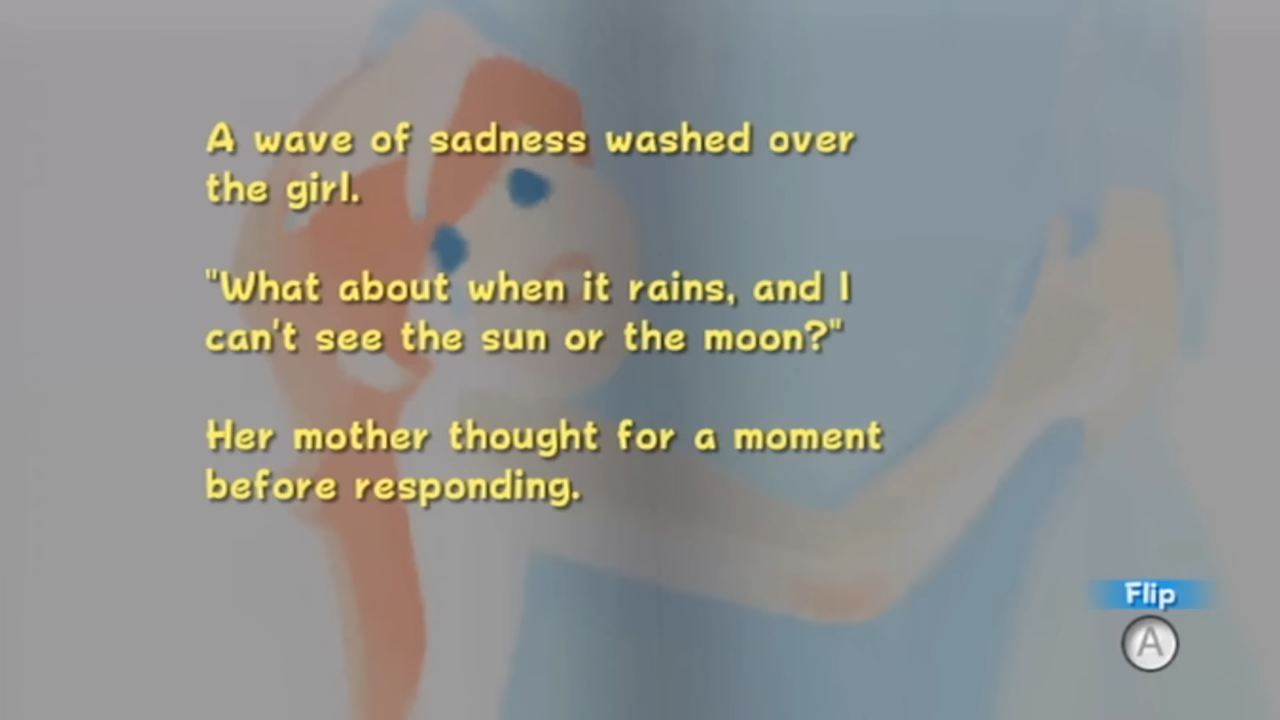 A wave of sadness washed over
the girl.
"What about when it rains, and I
can't see the sun or the moon?"
Her mother thought for a moment
before responding.
Flip
A